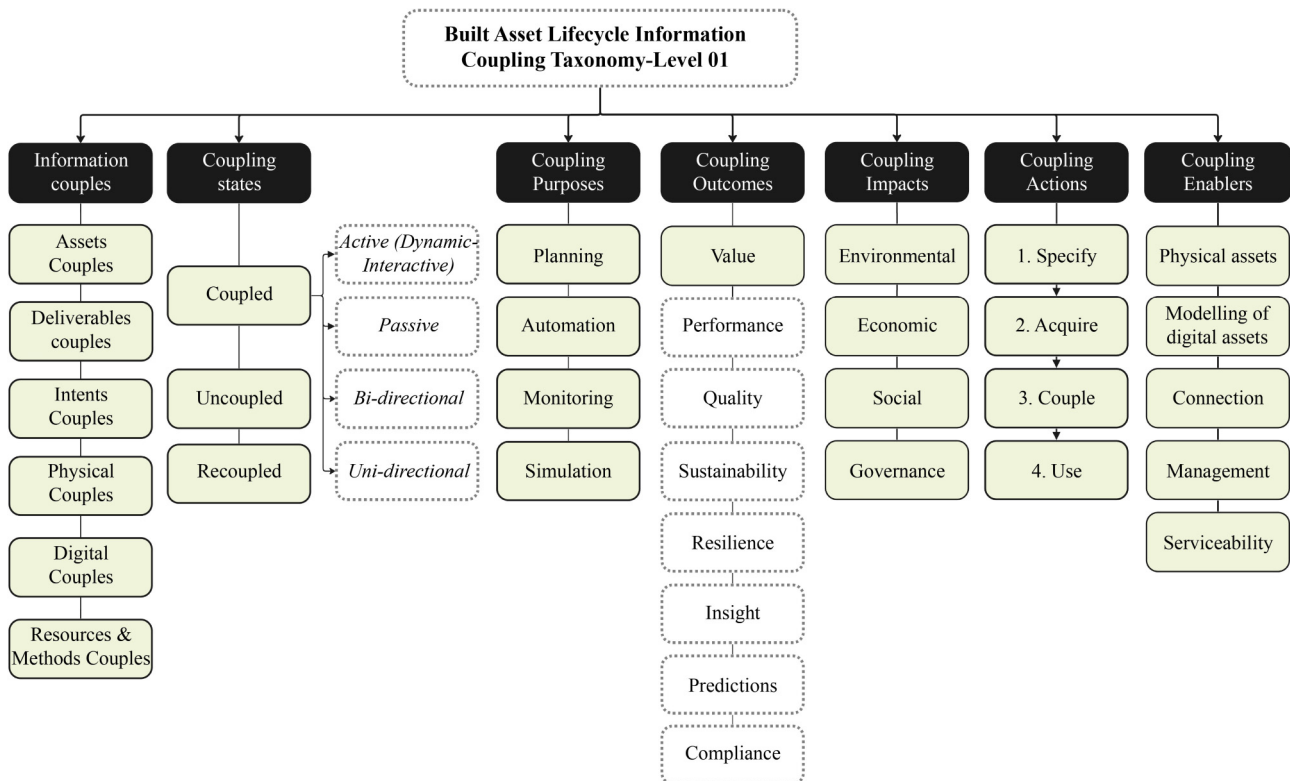 Built Asset Lifecycle Information
Coupling Taxonomy-Level 01
Information
couples
Assets
Couples
Deliverables
couples
Intents
Couples
Physical
Couples
Digital
Couples
Resources &
Methods Couples
Coupling
states
Coupled
Uncoupled
Recoupled
Active (Dynamic-
Interactive)
Passive
Bi-directional
Uni-directional
Coupling
Purposes
Planning
Automation
Monitoring
Simulation
Coupling
Outcomes
Value
Performance
Quality
Sustainability
Resilience
Insight
Predictions
Compliance
Coupling
Impacts
Environmental
Economic
Social
Governance
Coupling
Actions
1. Specify
2. Acquire
3. Couple
4. Use
Coupling
Enablers
Physical assets
Modelling of
digital assets
Connection
Management
Serviceability